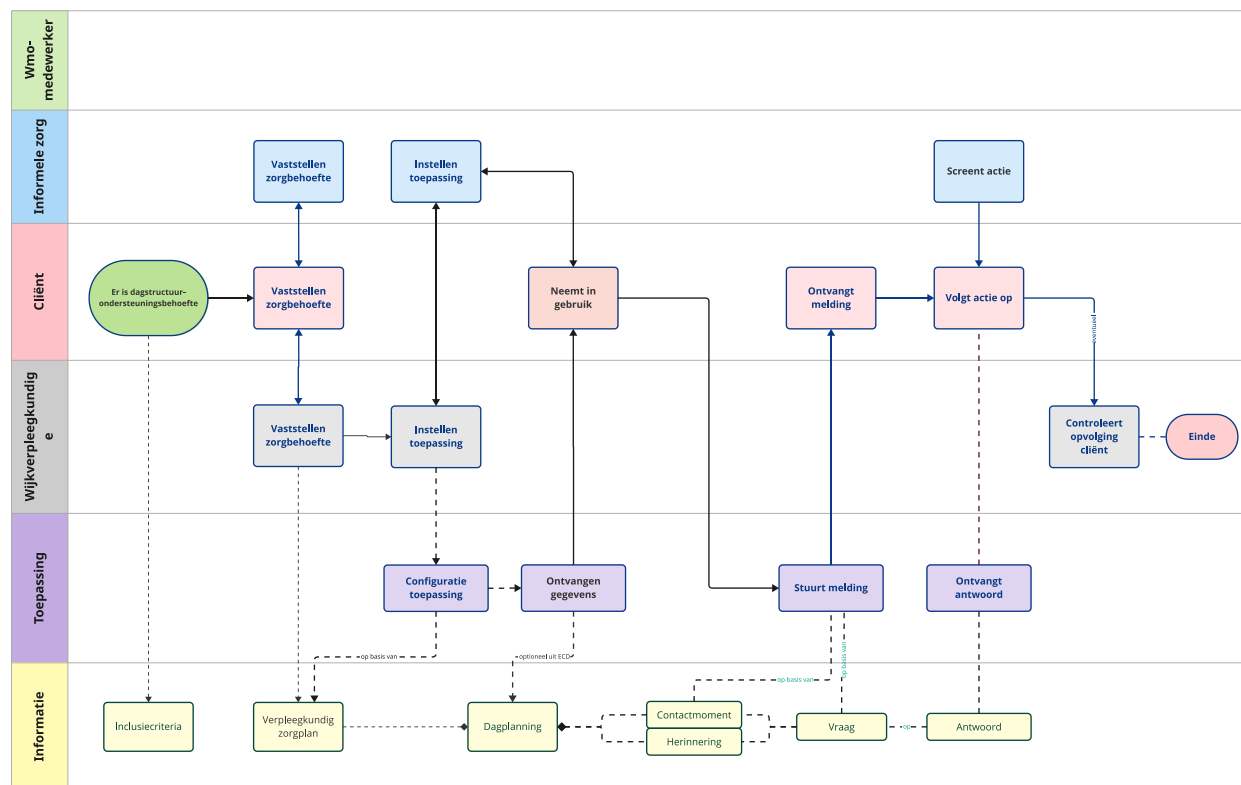 Wmo-
medewerker
Informele zorg
Vaststellen
zorgbehoefte
Instellen
toepassing
Screent actie
Cliënt
Er is dagstructuur-
ondersteuningsbehoefte
Vaststellen
zorgbehoefte
Neemt in
gebruik
Ontvangt
melding
Volgt actie op
eventueel
Wijkverpleegkundig
e
Vaststellen
zorgbehoefte
Instellen
toepassing
Controleert
opvolging
cliënt
Einde
Toepassing
Configuratie
toepassing
Ontvangen
gegevens
Stuurt melding
Ontvangt
antwoord
op basis van
optioneel uit ECD
op basis van
op basis van
Informatie
Inclusiecriteria
Verpleegkundig
zorgplan
Dagplanning
Contactmoment
Herinnering
Vraag
op
Antwoord